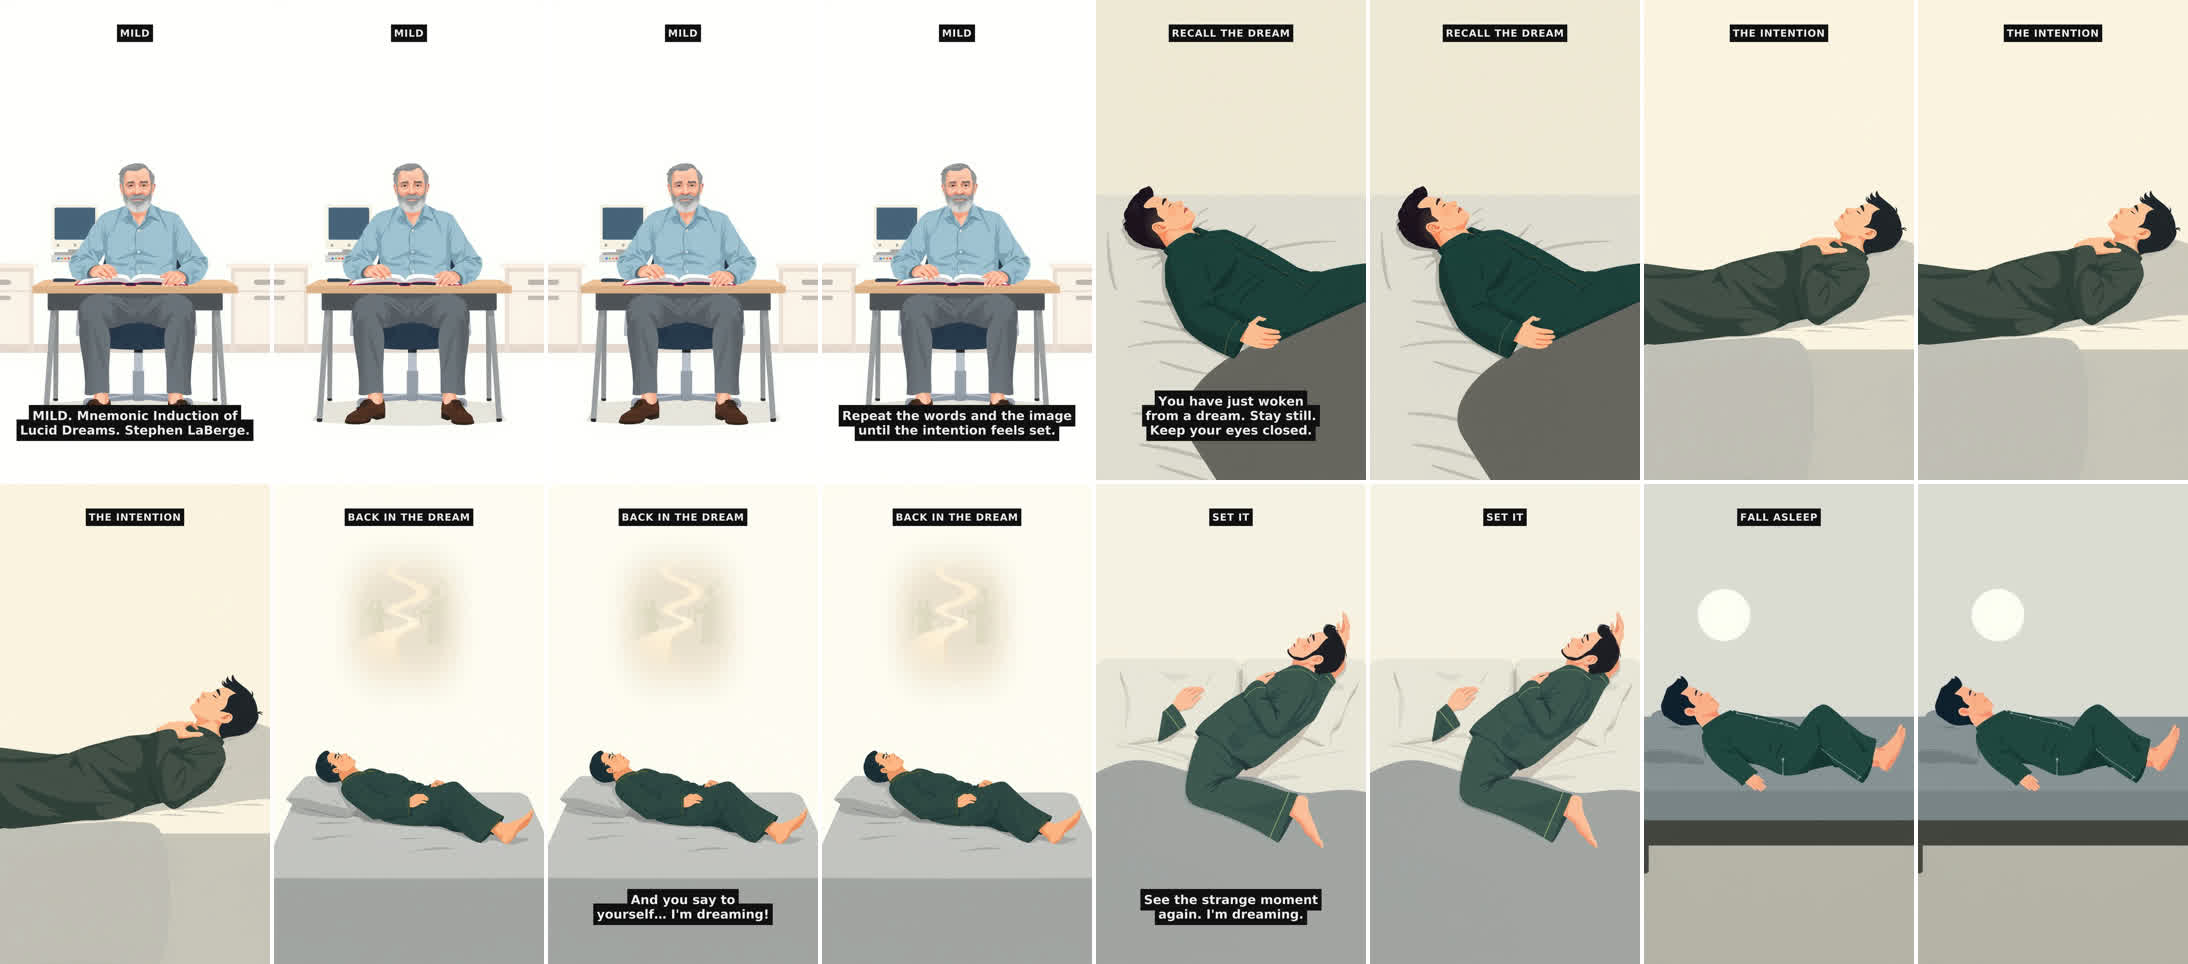 MILD
MILD. Mnemonic Induction of
Lucid Dreams. Stephen LaBerge.
MILD
MILD
MILD
Repeat the words and the image
until the intention feels set.
RECALL THE DREAM
You have just woken
from a dream. Stay still.
Keep your eyes closed.
RECALL THE DREAM
THE INTENTION
THE INTENTION
THE INTENTION
BACK IN THE DREAM
BACK IN THE DREAM
And you say to
yourself… I'm dreaming!
BACK IN THE DREAM
SET IT
See the strange moment
again. I'm dreaming.
SET IT
FALL ASLEEP